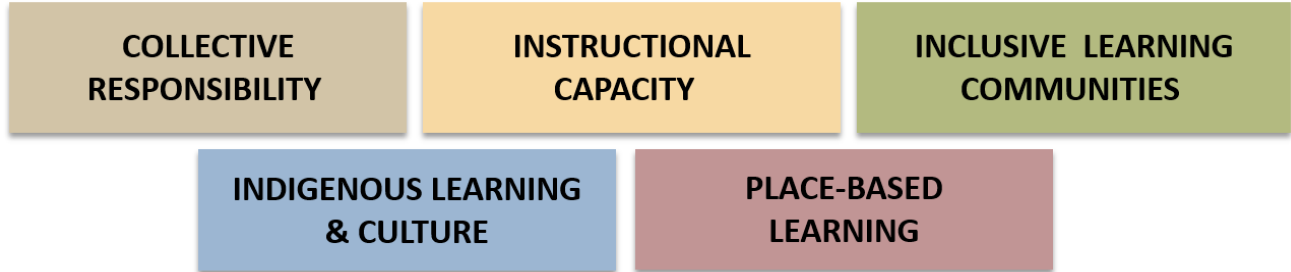 COLLECTIVE
RESPONSIBILITY
INSTRUCTIONAL
CAPACITY
INCLUSIVE LEARNING
COMMUNITIES
INDIGENOUS LEARNING
& CULTURE
PLACE-BASED
LEARNING